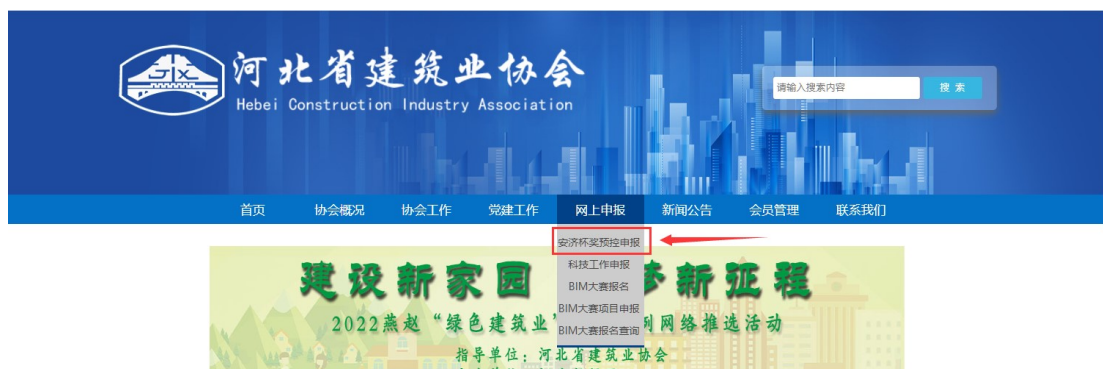 河北省建筑业协会
Hebei Construction Industry Association
请输入搜素内容
搜 素
首页 协会概况 协会工作 党建工作 网上申报 新闻公告 会员管理 联系我们
安济杯奖预控申报
科技工作申报
BIM大赛报名
BIM大赛项目申报
BIM大赛报名查询
建设新家园 新征程
2022燕赵“绿色建筑业” 网络推选活动
指导单位：河北省建筑业协会